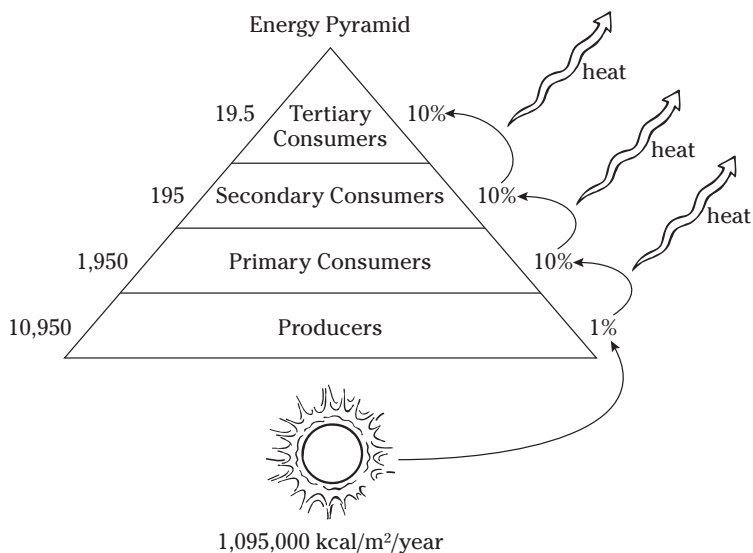 Energy Pyramid
heat
19.5
Tertiary
Consumers
10%
heat
195
Secondary Consumers
10%
heat
1,950
Primary Consumers
10%
10,950
Producers
1%
1,095,000 kcal/m²/year